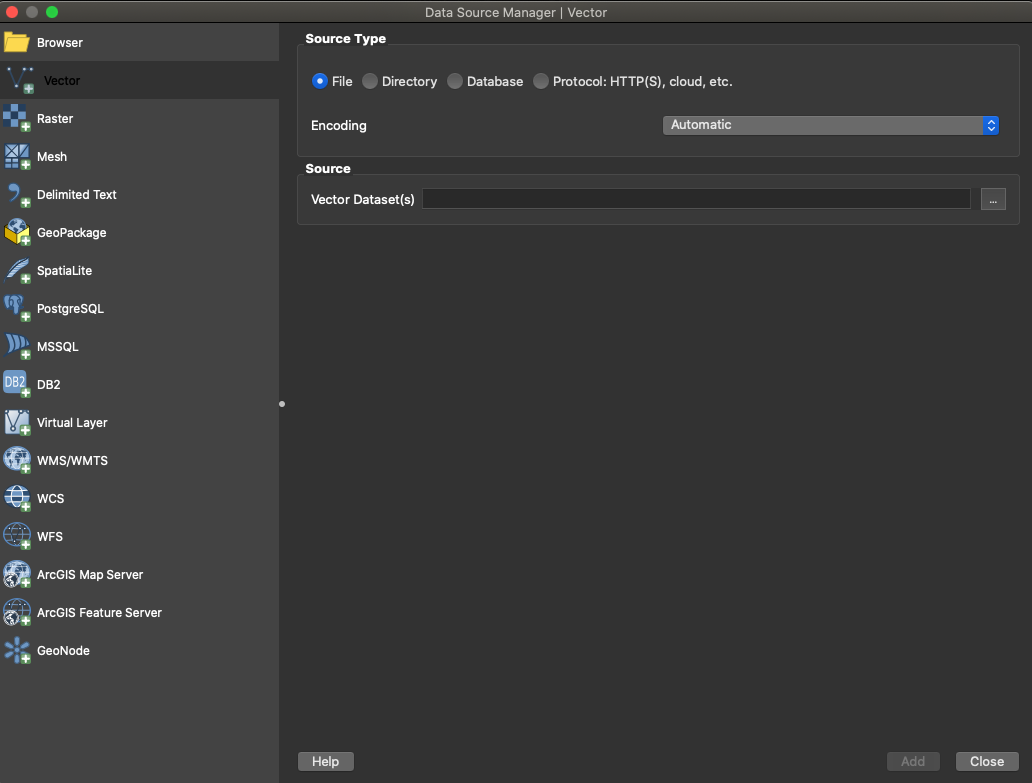 Data Source Manager | Vector
Browser
Vector
Raster
Mesh
Delimited Text
GeoPackage
SpatiaLite
PostgreSQL
MSSQL
DB2
DB2
Virtual Layer
WMS/WMTS
WCS
WFS
ArcGIS Map Server
ArcGIS Feature Server
GeoNode
Source Type
File Directory Database Protocol: HTTP(S), cloud, etc.
Encoding Automatic
Source
Vector Dataset(s) ...
Help Add Close